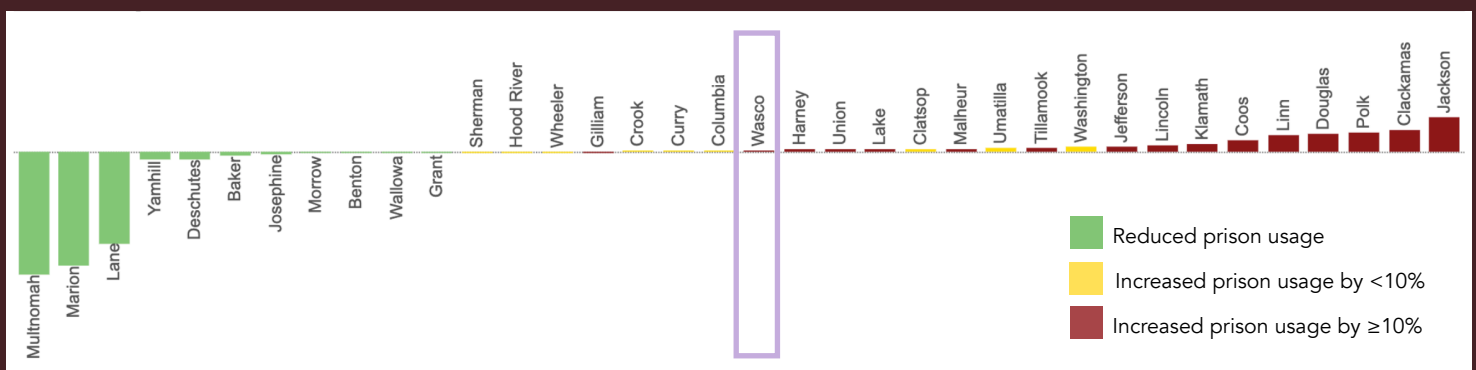 Multnomah
Marion
Lane
Yamhill
Deschutes
Baker
Josephine
Morrow
Benton
Wallowa
Grant
Sherman
Hood River
Wheeler
Gilliam
Crook
Curry
Columbia
Wasco
Harney
Union
Lake
Clatsop
Malheur
Umatilla
Tillamook
Washington
Jefferson
Lincoln
Klamath
Coos
Linn
Douglas
Polk
Clackamas
Jackson
Reduced prison usage
Increased prison usage by <10%
Increased prison usage by ≥10%